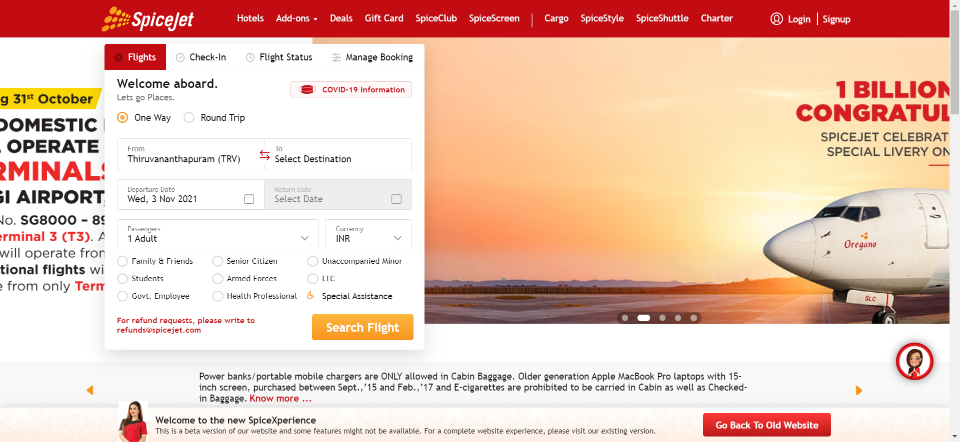 SpiceJet
Hotels Add-ons Deals Gift Card SpiceClub SpiceScreen Cargo SpiceStyle SpiceShuttle Charter Login Signup
Flights Check-In Flight Status Manage Booking
Welcome aboard.
Lets go Places.
COVID-19 Information
One Way Round Trip
From To
Thiruvananthapuram (TRV) Select Destination
Departure Date Return Date
Wed, 3 Nov 2021 Select Date
Passengers Currency
1 Adult INR
Family & Friends Senior Citizen Unaccompanied Minor
Students Armed Forces LTC
Govt. Employee Health Professional Special Assistance
For refund requests, please write to
refunds@spicejet.com
Search Flight
g 31st October
DOMESTIC
OPERATE
RMINALS
GI AIRPORT,
No. SG8000 – 89
erminal 3 (T3). A
will operate from
tional flights wi
e from only Term
1 BILLION
CONGRATUL
SPICEJET CELEBRAT
SPECIAL LIVERY ON
Oregano
SLC
Power banks/portable mobile chargers are ONLY allowed in Cabin Baggage. Older generation Apple MacBook Pro laptops with 15-
inch screen, purchased between Sept.,'15 and Feb.,'17 and E-cigarettes are prohibited to be carried in Cabin as well as Checked-
in Baggage. Know more ...
Welcome to the new SpiceXperience
This is a beta version of our website and some features might not be available. For a complete website experience, please visit our existing version.
Go Back To Old Website